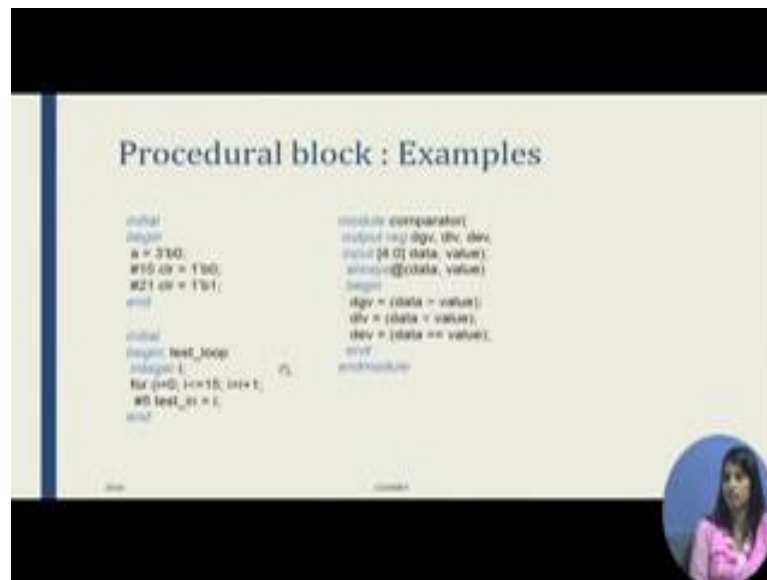 Procedural block : Examples
initial
begin
a = 3'b0;
#10 clr = 1'b0;
#21 clr = 1'b1;
end
initial
begin: test_loop
integer i;
for (i=0; i<=15; i=i+1;
#5 test_in = i;
end
module comparator(
output reg dgv, dlv, dev,
input [4:0] data, value);
always@(data, value)
begin
dgv = (data > value);
dlv = (data < value);
dev = (data == value);
end
endmodule